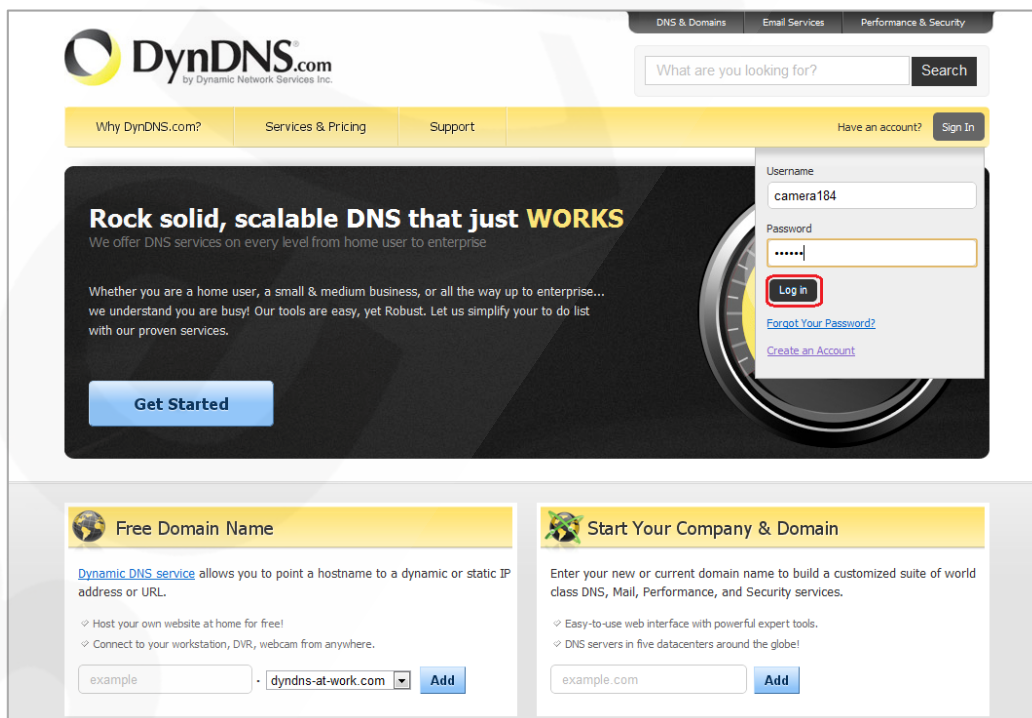 DNS & Domains Email Services Performance & Security
DynDNS.com
by Dynamic Network Services Inc.
What are you looking for? Search
Why DynDNS.com? Services & Pricing Support Have an account? Sign In
Username
camera184
Password
••••••
Log in
Forgot Your Password?
Create an Account
Rock solid, scalable DNS that just WORKS
We offer DNS services on every level from home user to enterprise
Whether you are a home user, a small & medium business, or all the way up to enterprise...
we understand you are busy! Our tools are easy, yet Robust. Let us simplify your to do list
with our proven services.
Get Started
Free Domain Name
Dynamic DNS service allows you to point a hostname to a dynamic or static IP
address or URL.
Host your own website at home for free!
Connect to your workstation, DVR, webcam from anywhere.
example . dyndns-at-work.com Add
Start Your Company & Domain
Enter your new or current domain name to build a customized suite of world
class DNS, Mail, Performance, and Security services.
Easy-to-use web interface with powerful expert tools.
DNS servers in five datacenters around the globe!
example.com Add